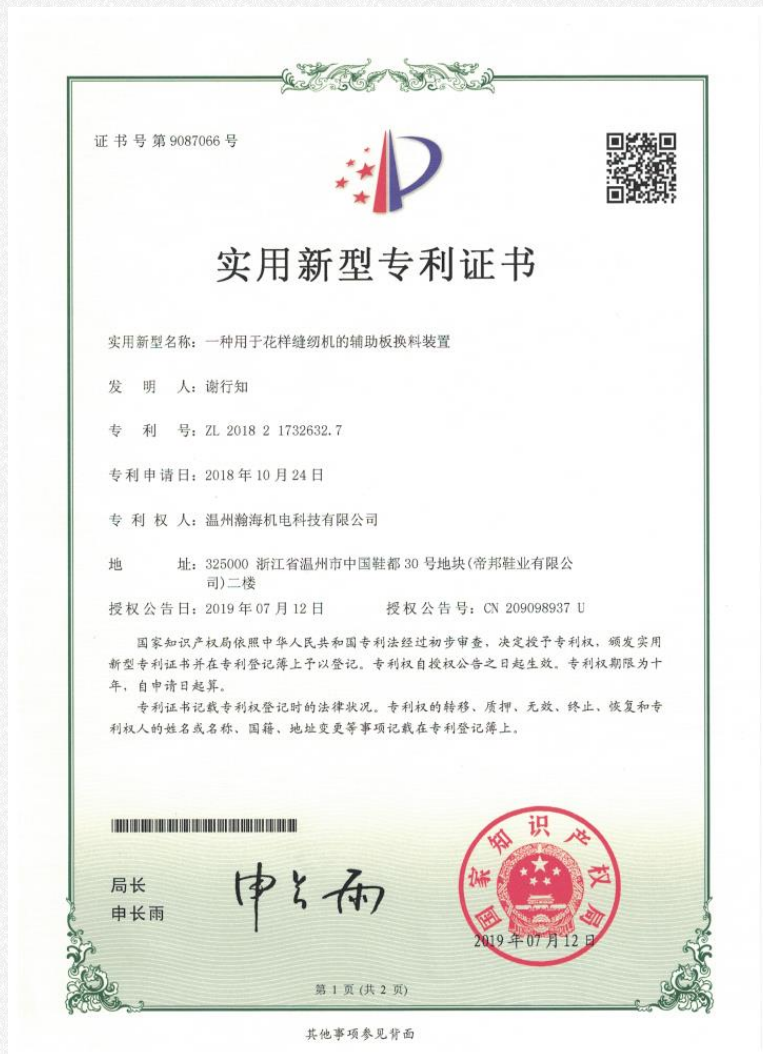 证书号第9087066号
实用新型专利证书
实用新型名称：一种用于花样缝纫机的辅助板换料装置
发明人：谢行知
专利号：ZL 2018 2 1732632.7
专利申请日：2018年10月24日
专利权人：温州瀚海机电科技有限公司
地址：325000 浙江省温州市中国鞋都30号地块(帝邦鞋业有限公
司)二楼
授权公告日：2019年07月12日 授权公告号：CN 209098937 U
国家知识产权局依照中华人民共和国专利法经过初步审查，决定授予专利权，颁发实用
新型专利证书并在专利登记簿上予以登记。专利权自授权公告之日起生效。专利权期限为十
年，自申请日起算。
专利证书记载专利权登记时的法律状况。专利权的转移、质押、无效、终止、恢复和专
利权人的姓名或名称、国籍、地址变更等事项记载在专利登记簿上。
局长
申长雨
申长雨
国家知识产权局
2019年07月12日
第 1 页 (共 2 页)
其他事项参见背面